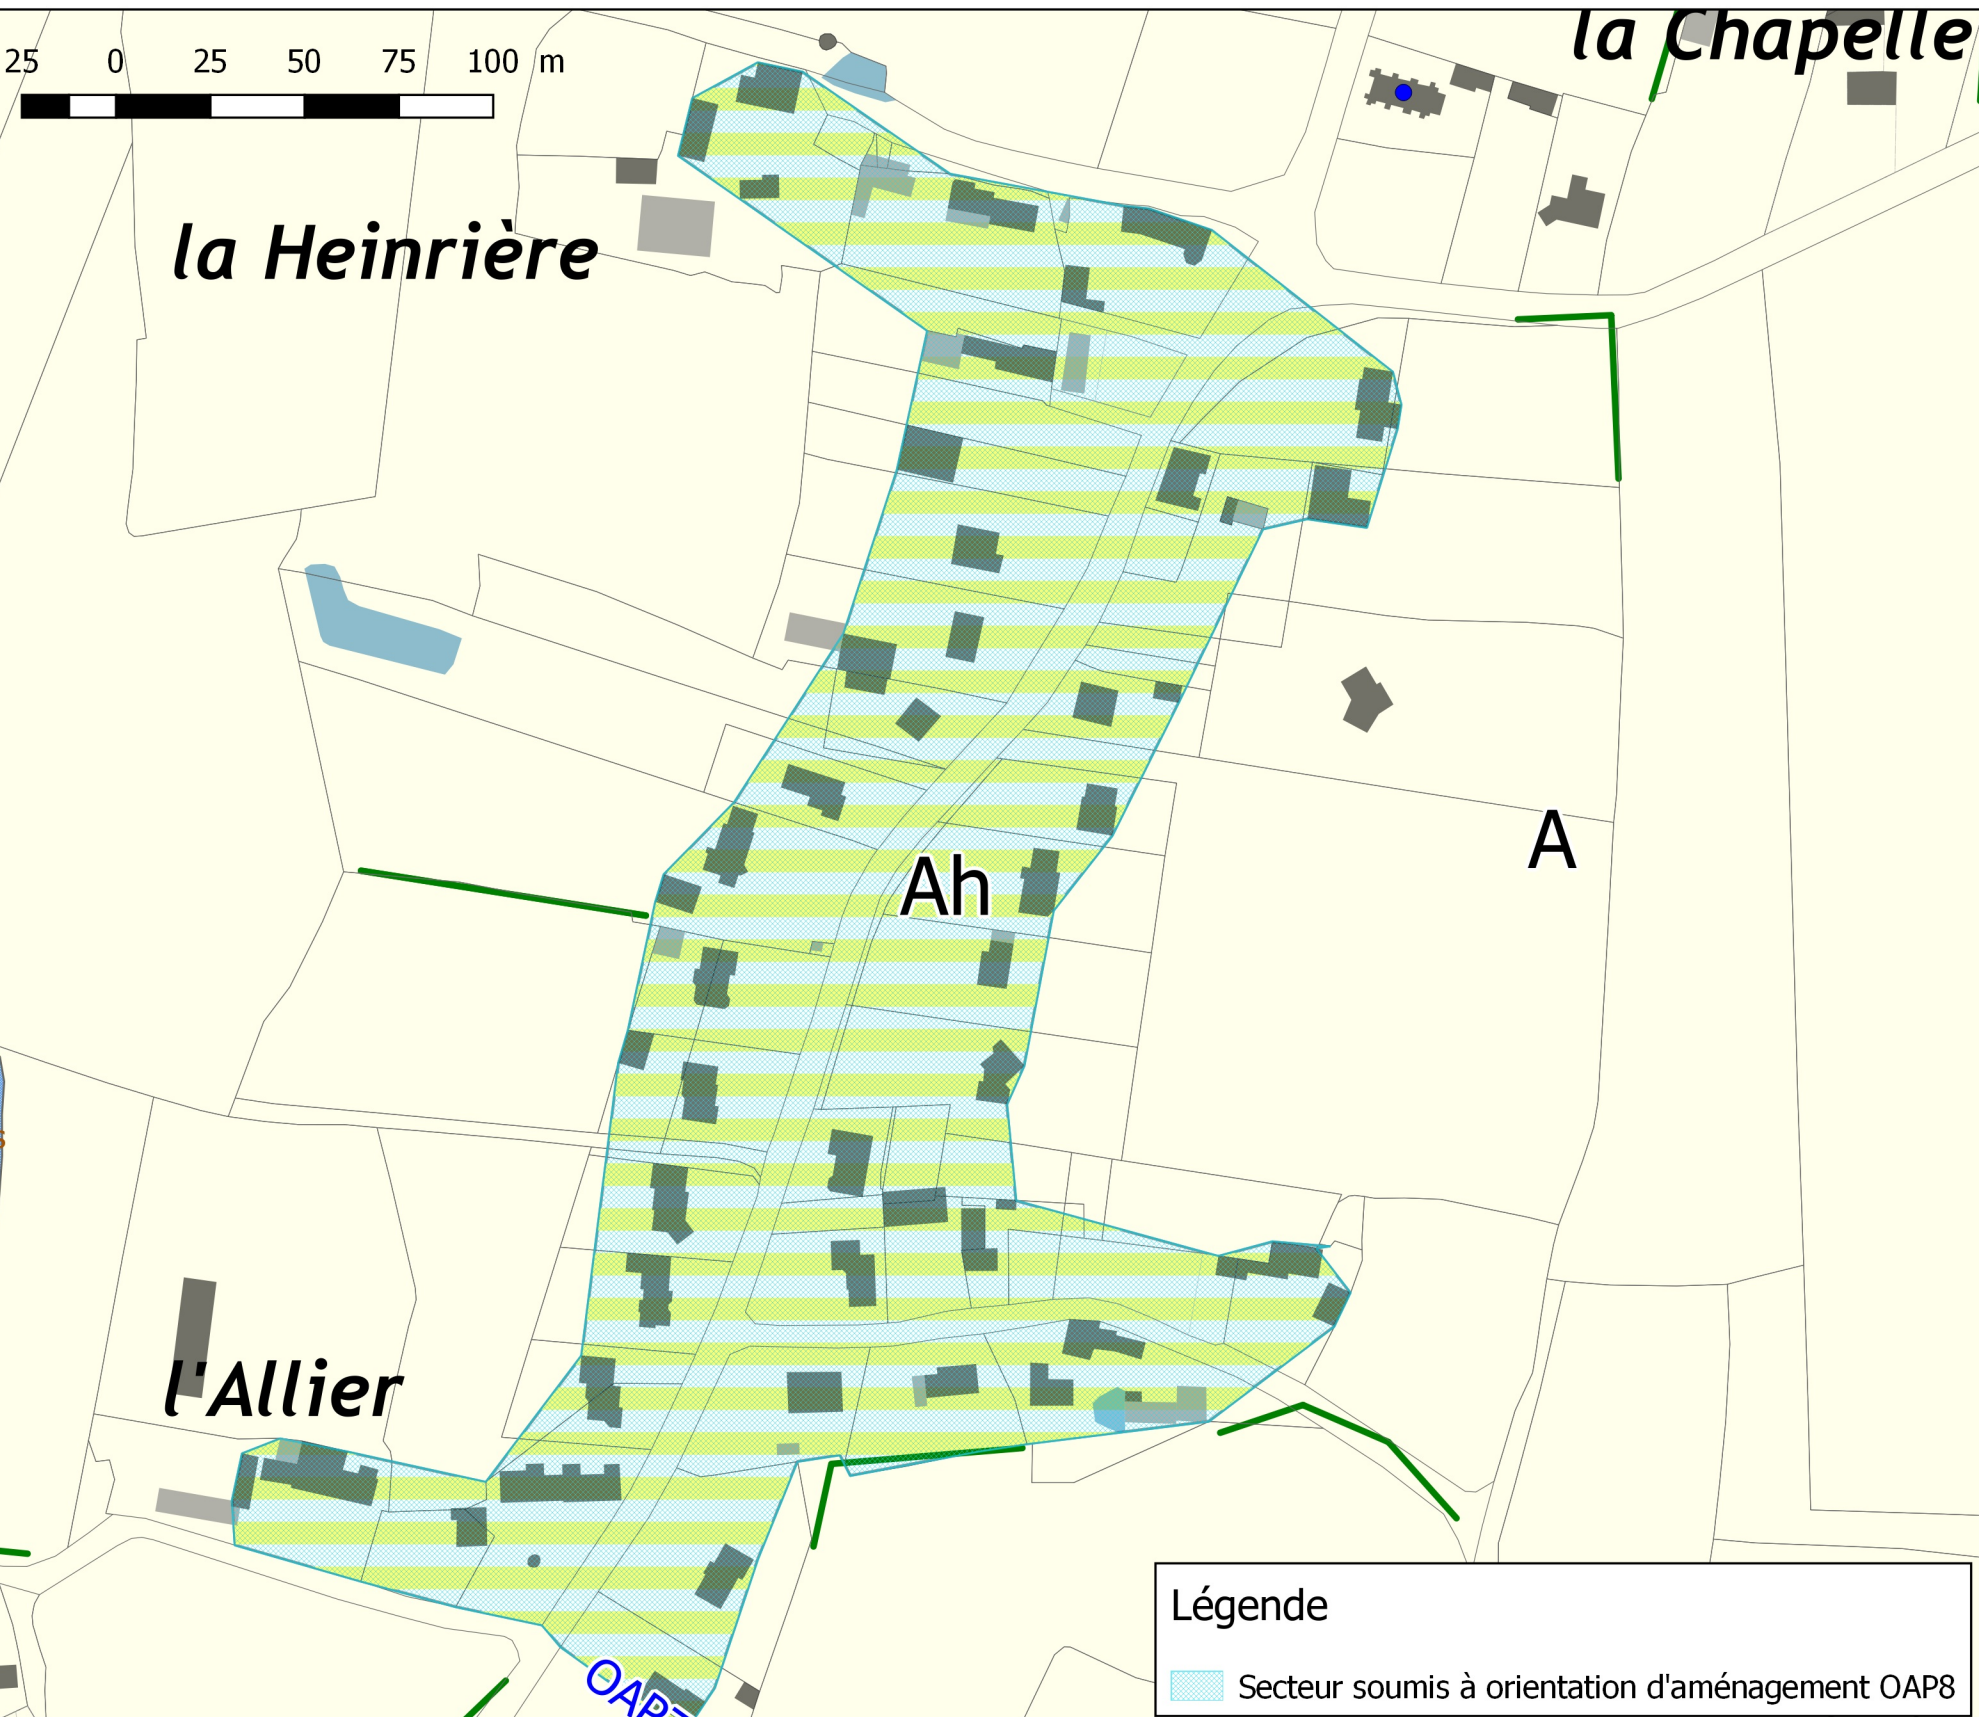 la Chapelle
25 0 25 50 75 100 m
la Heinrière
A
Ah
l'Allier
Légende
Secteur soumis à orientation d'aménagement OAP8